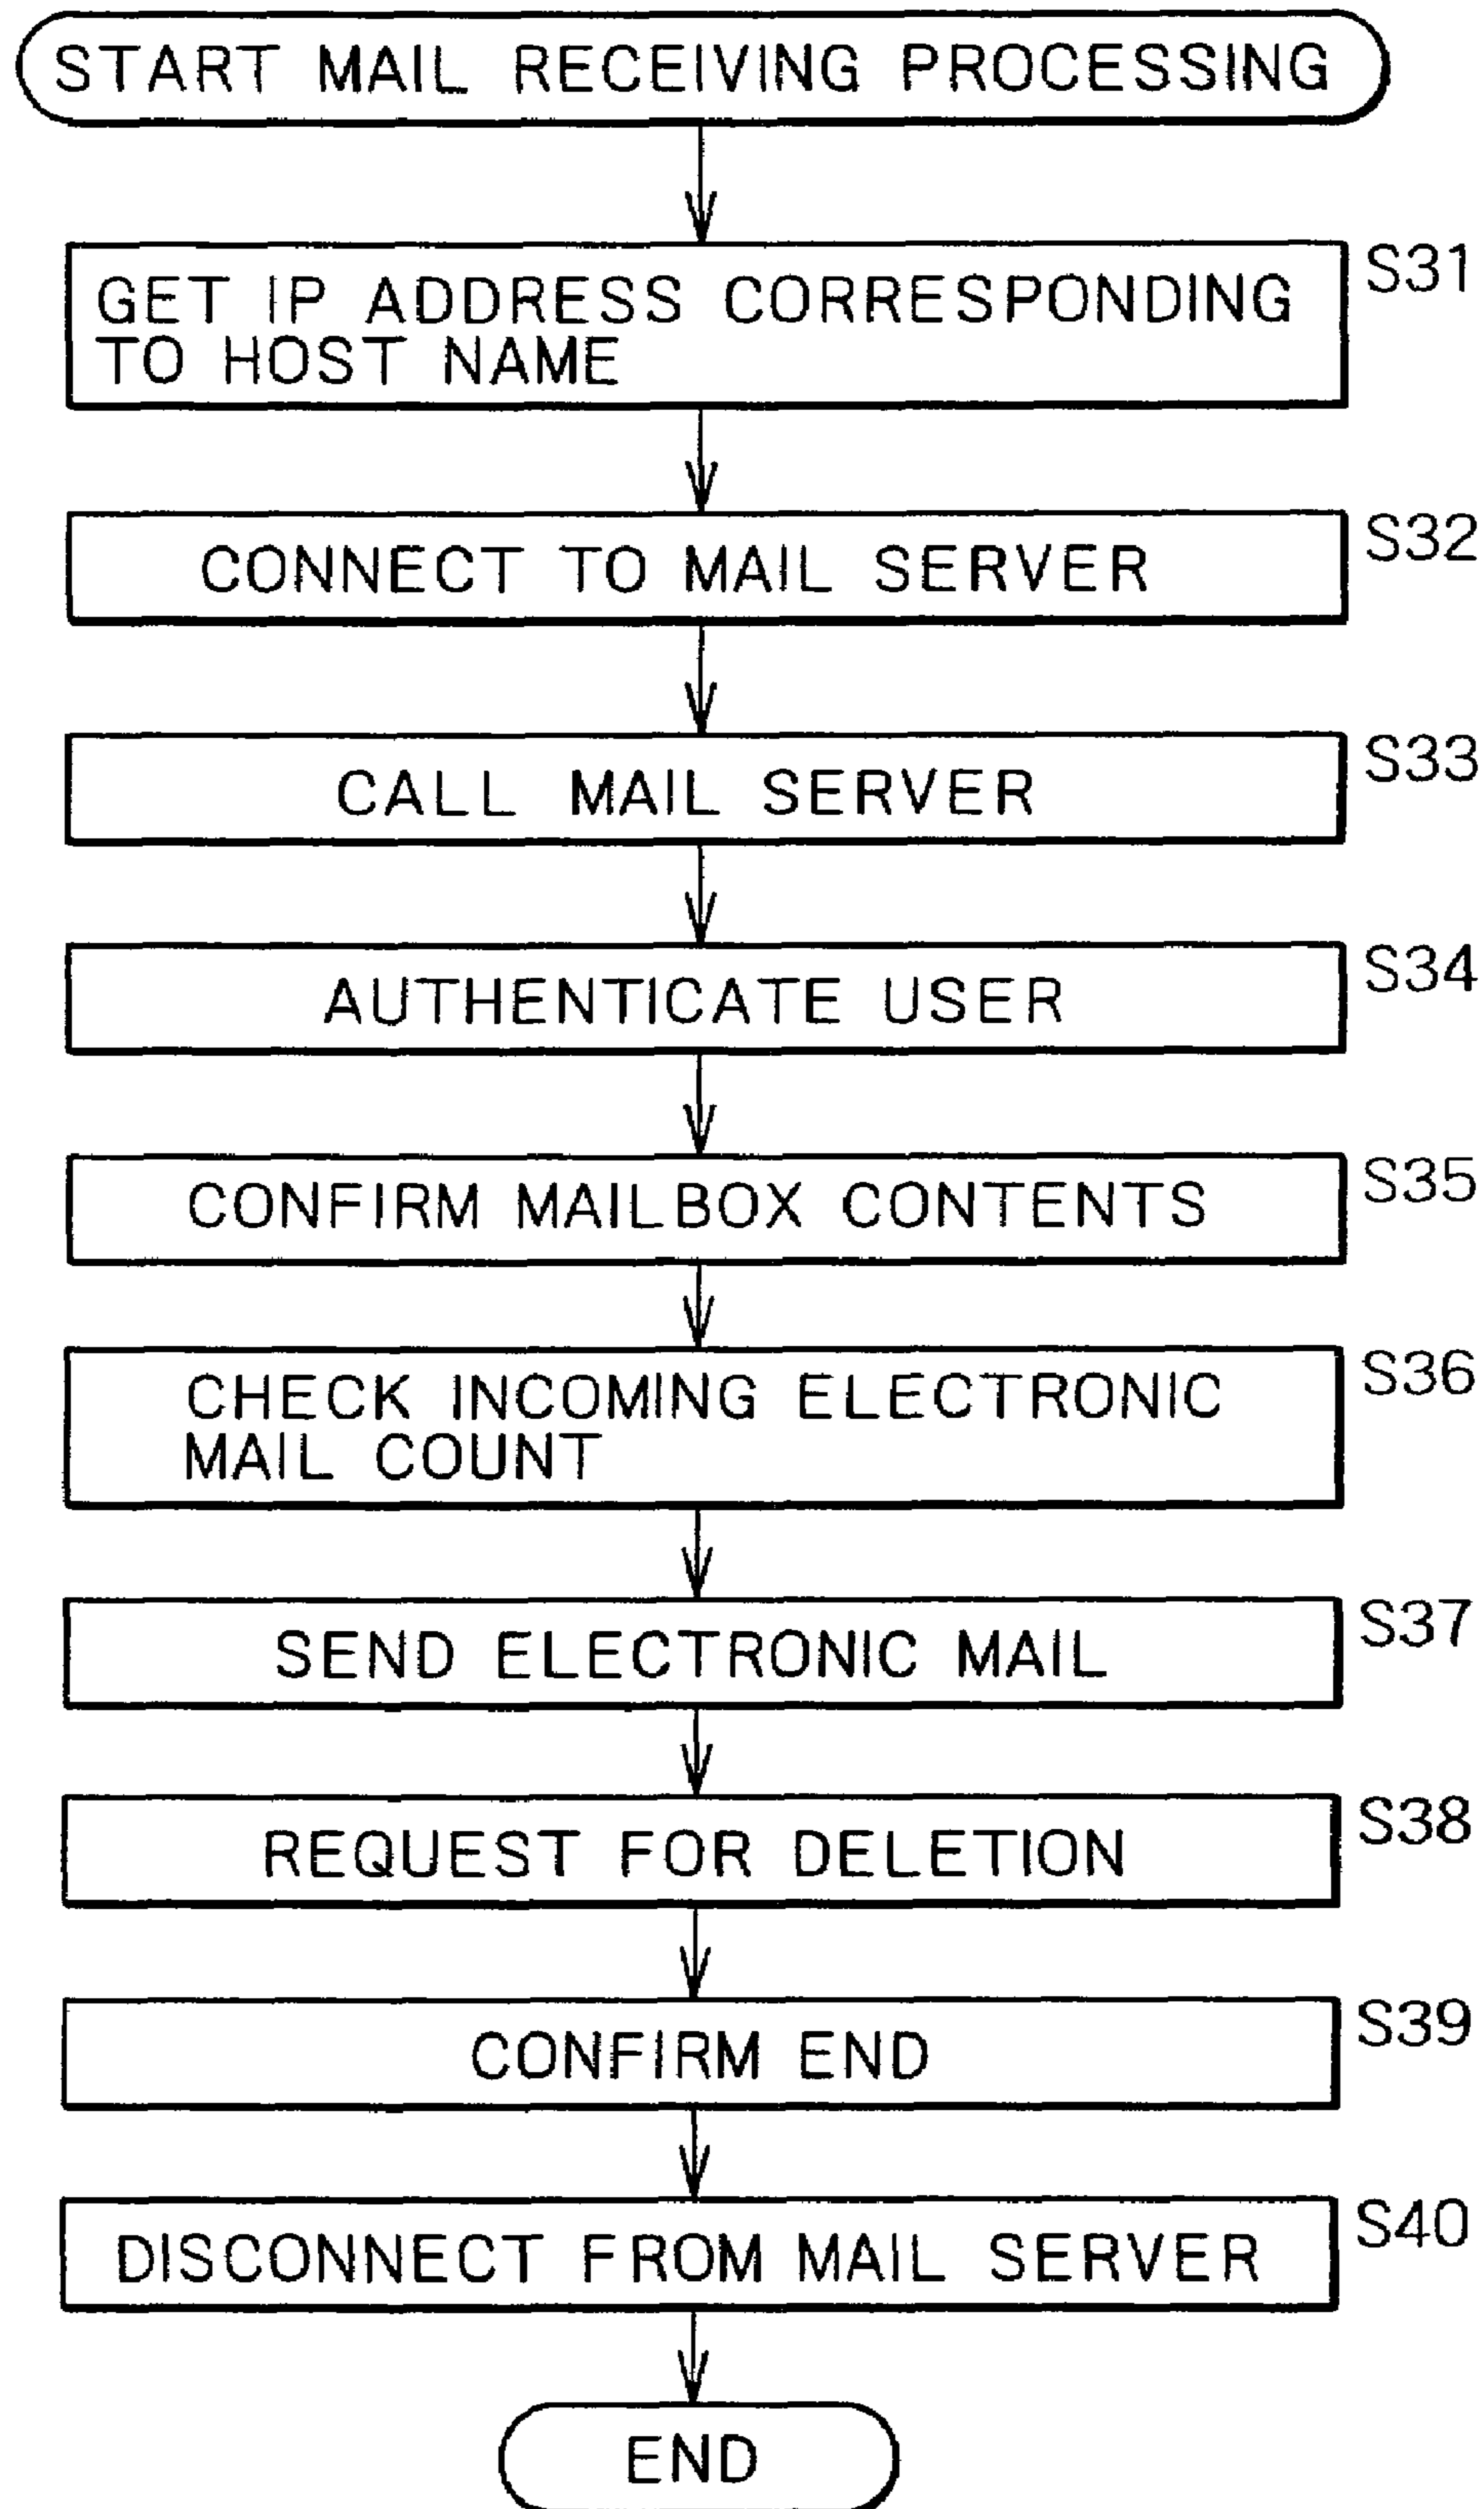 START MAIL RECEIVING PROCESSING
S31
GET IP ADDRESS CORRESPONDING
TO HOST NAME
S32
CONNECT TO MAIL SERVER
S33
CALL MAIL SERVER
S34
AUTHENTICATE USER
S35
CONFIRM MAILBOX CONTENTS
S36
CHECK INCOMING ELECTRONIC
MAIL COUNT
S37
SEND ELECTRONIC MAIL
S38
REQUEST FOR DELETION
S39
CONFIRM END
S40
DISCONNECT FROM MAIL SERVER
END